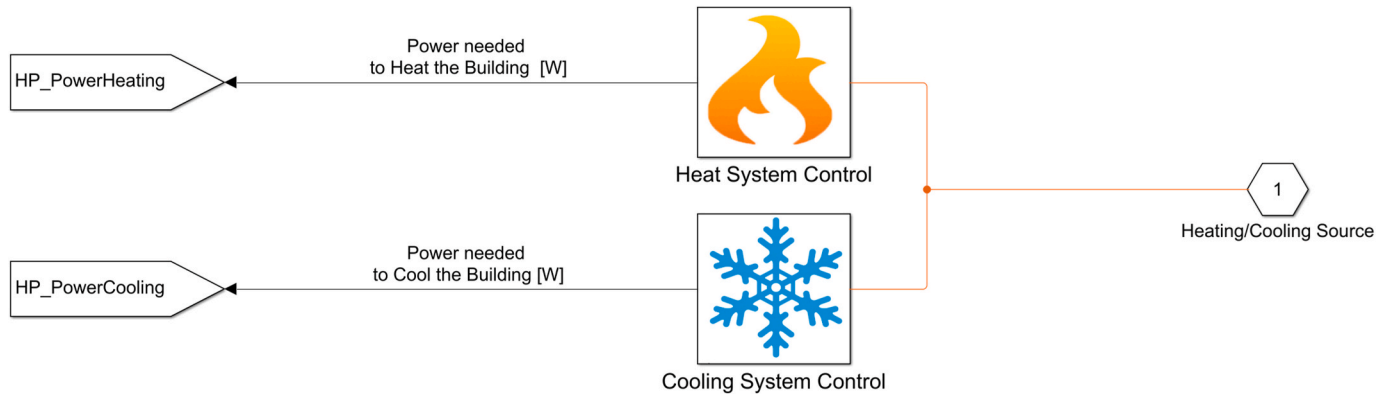 Power needed
to Heat the Building [W]
HP_PowerHeating
Heat System Control
1
Heating/Cooling Source
Power needed
to Cool the Building [W]
HP_PowerCooling
Cooling System Control